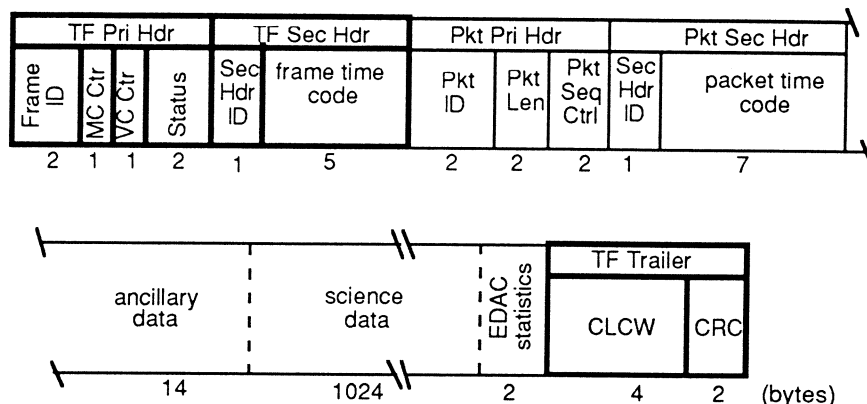 TF Pri Hdr
TF Sec Hdr
Pkt Pri Hdr
Pkt Sec Hdr
Frame ID
MC Ctr
VC Ctr
Status
Sec Hdr ID
frame time code
Pkt ID
Pkt Len
Pkt Seq Ctrl
Sec Hdr ID
packet time code
2 1 1 2 1 5 2 2 2 1 7
ancillary data
science data
EDAC statistics
TF Trailer
CLCW
CRC
14 1024 2 4 2 (bytes)